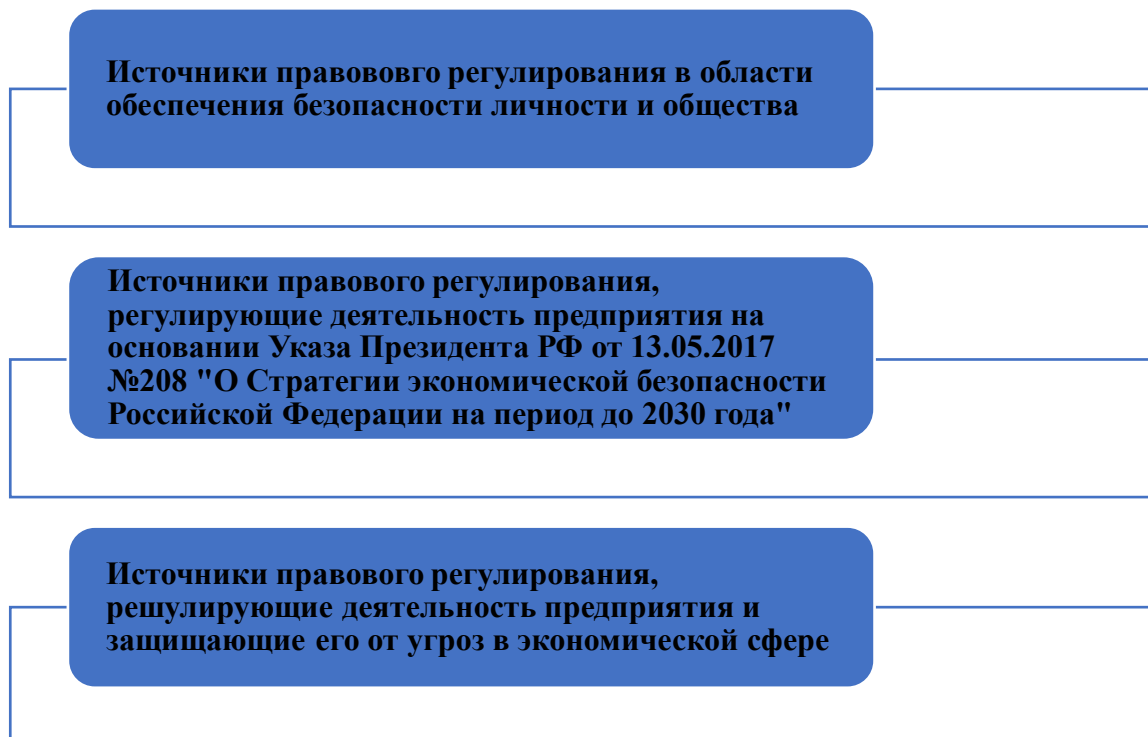 Источники правововго регулирования в области
обеспечения безопасности личности и общества
Источники правового регулирования,
регулирующие деятельность предприятия на
основании Указа Президента РФ от 13.05.2017
№208 "О Стратегии экономической безопасности
Российской Федерации на период до 2030 года"
Источники правового регулирования,
решулирующие деятельность предприятия и
защищающие его от угроз в экономической сфере